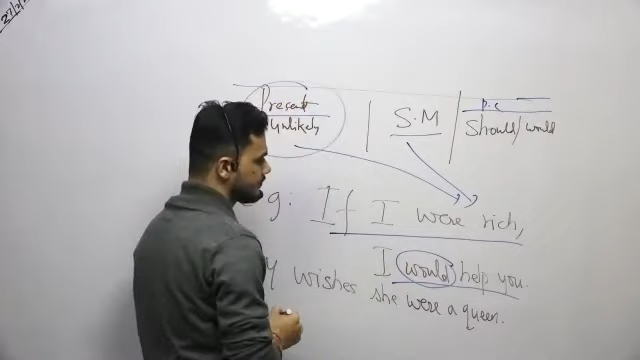 Present | S.M | p.c
Unlikely Should/would
g: If I were rich,
I would help you.
y wishes she were a queen.